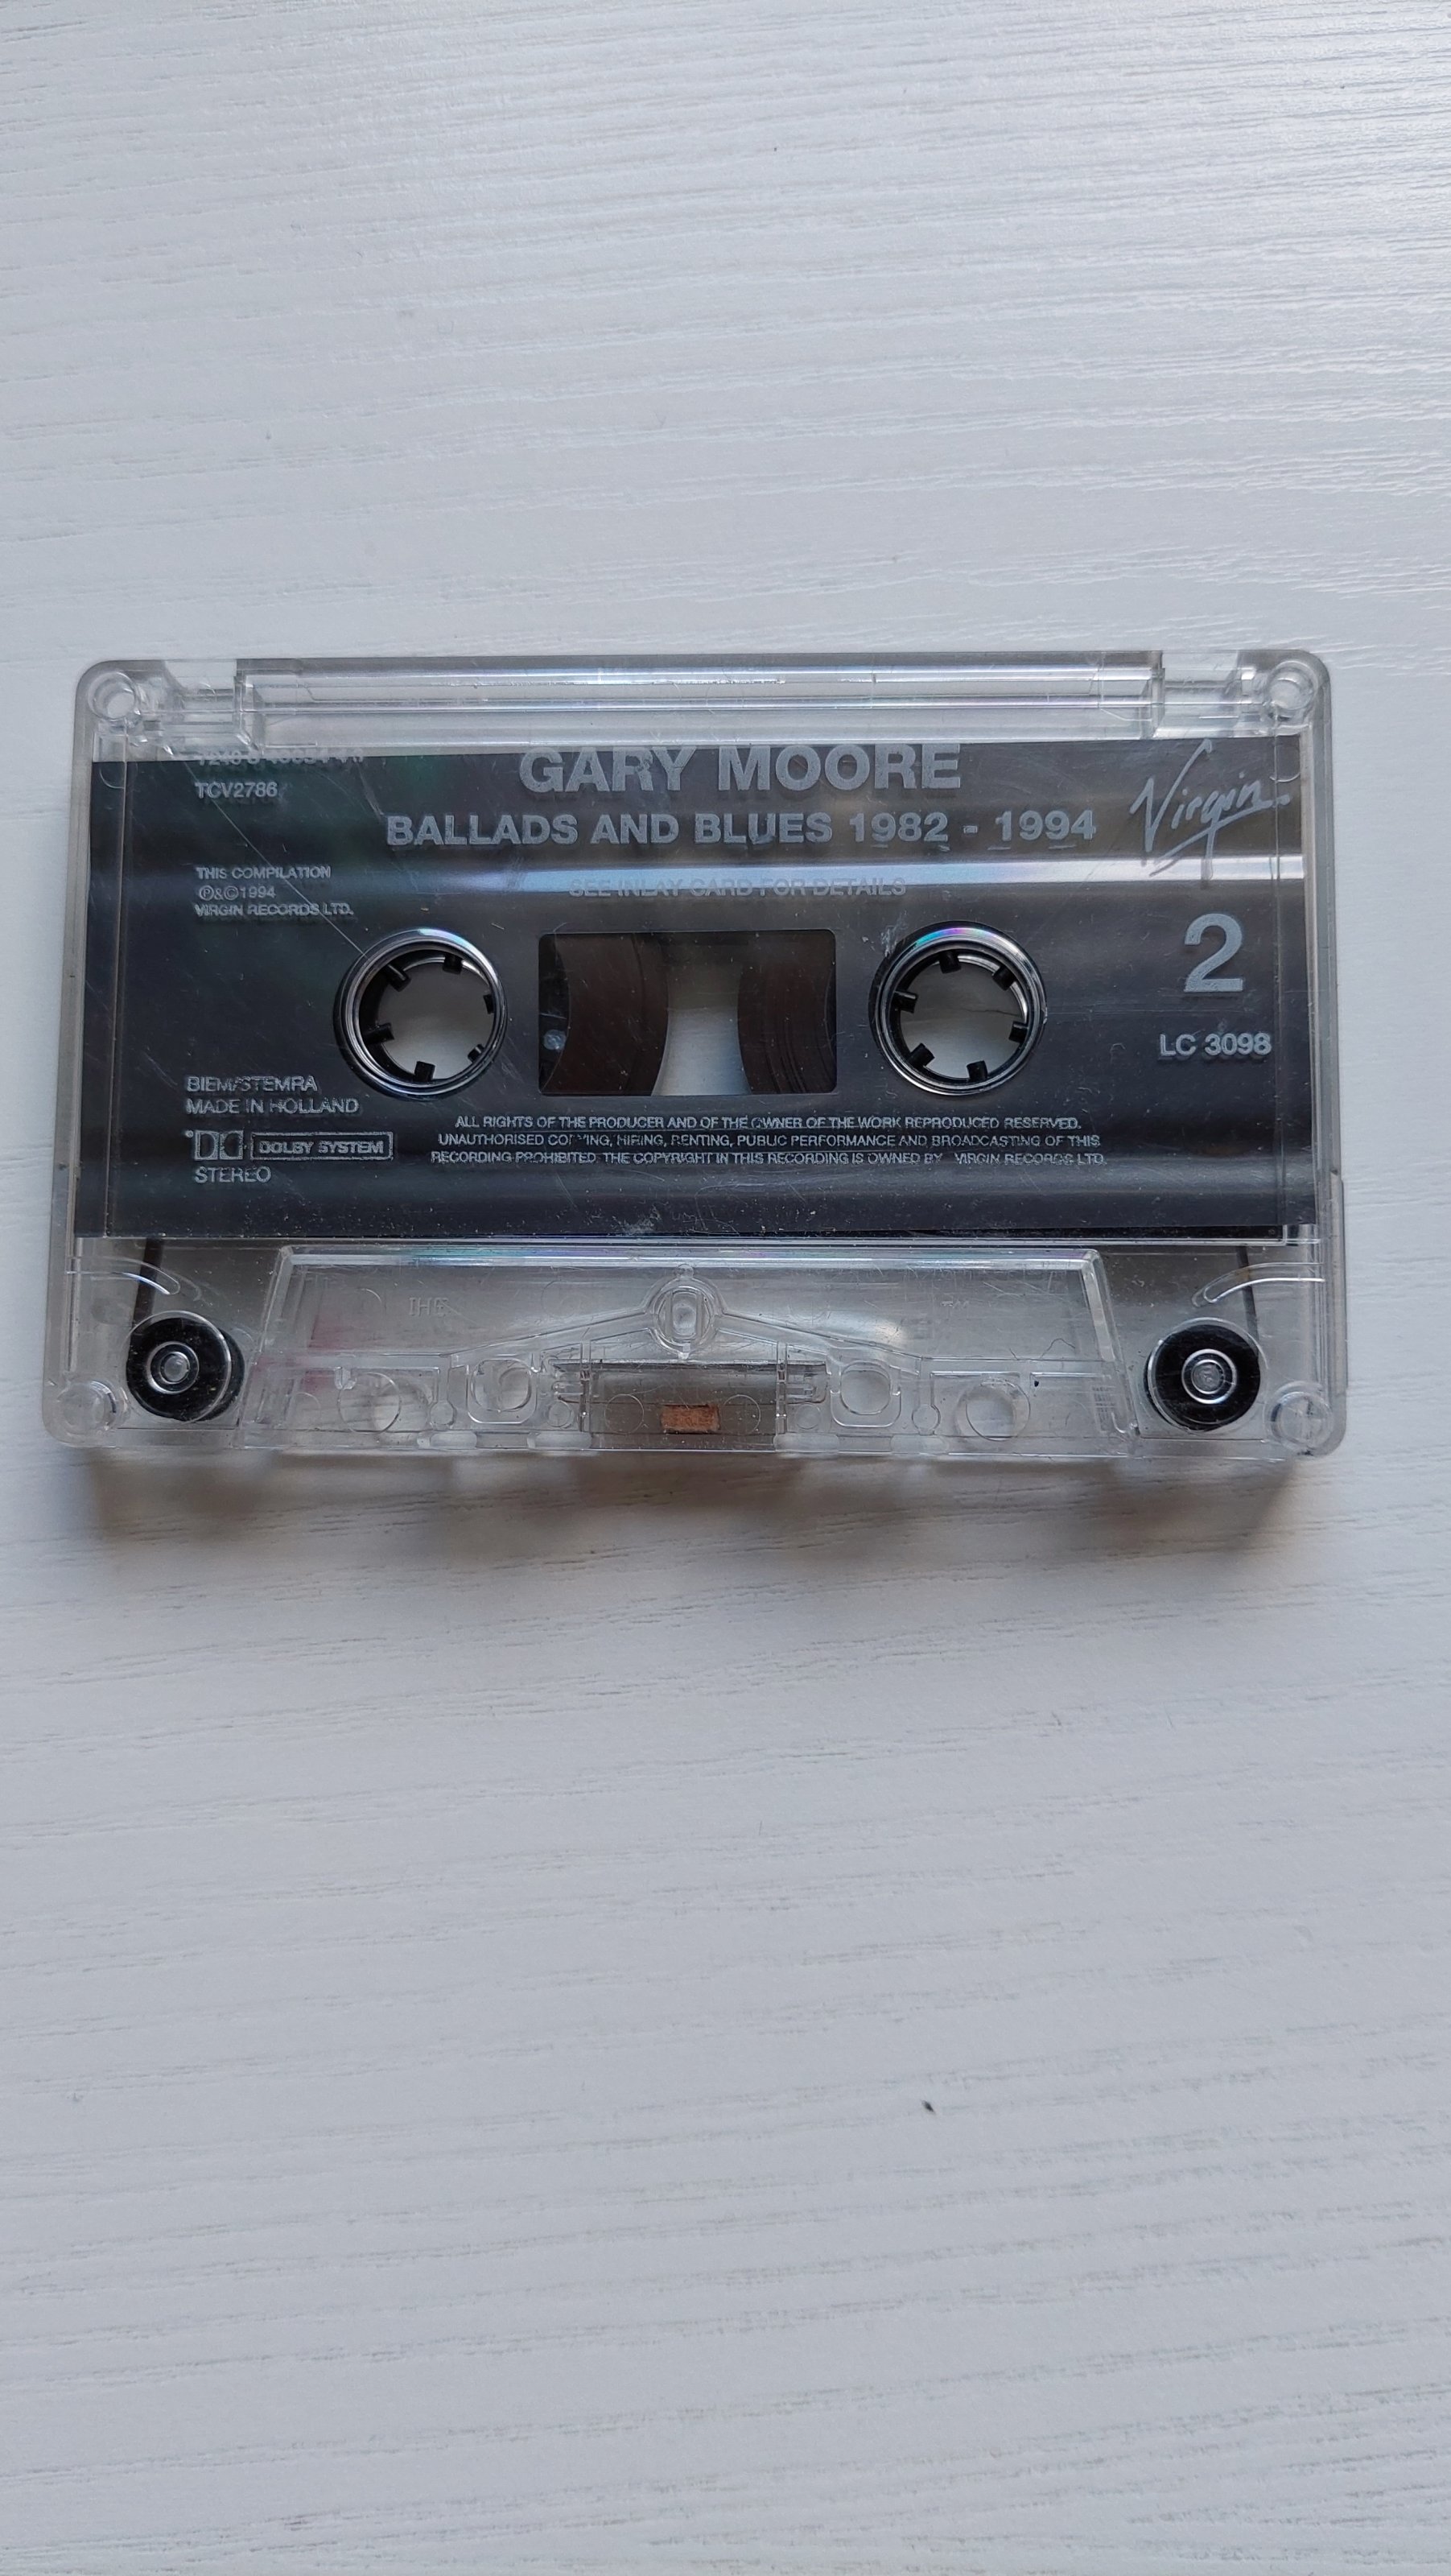 TCV2786
GARY MOORE
BALLADS AND BLUES 1982 - 1994
Virgin
THIS COMPILATION
℗&©1994
VIRGIN RECORDS LTD.
SEE INLAY CARD FOR DETAILS
2
LC 3098
BIEM/STEMRA
MADE IN HOLLAND
DOLBY SYSTEM
STEREO
ALL RIGHTS OF THE PRODUCER AND OF THE OWNER OF THE WORK REPRODUCED RESERVED.
UNAUTHORISED COPYING, HIRING, RENTING, PUBLIC PERFORMANCE AND BROADCASTING OF THIS
RECORDING PROHIBITED. THE COPYRIGHT IN THIS RECORDING IS OWNED BY VIRGIN RECORDS LTD.